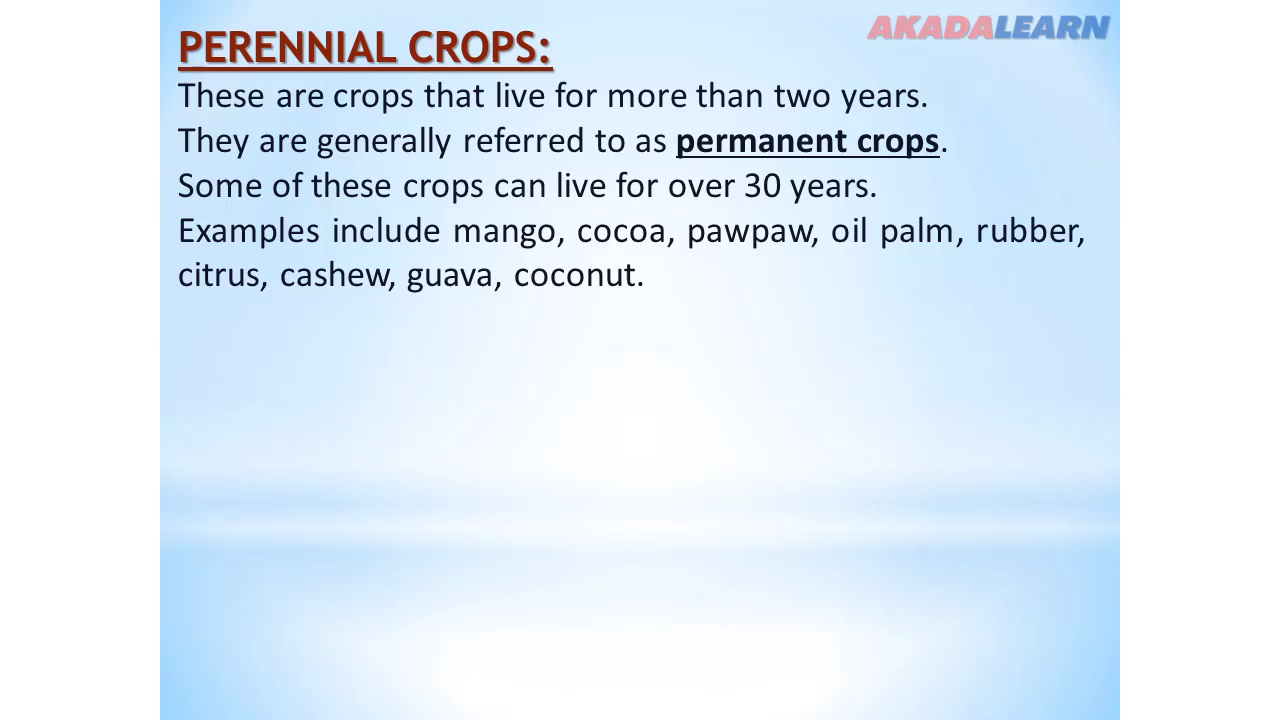 AKADALEARN
PERENNIAL CROPS:
These are crops that live for more than two years.
They are generally referred to as permanent crops.
Some of these crops can live for over 30 years.
Examples include mango, cocoa, pawpaw, oil palm, rubber,
citrus, cashew, guava, coconut.